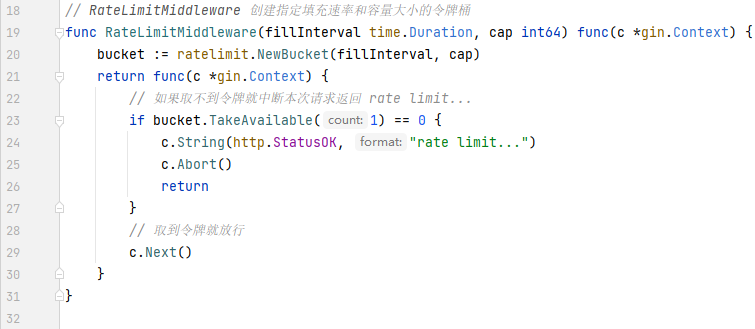 18 // RateLimitMiddleware 创建指定填充速率和容量大小的令牌桶
19 func RateLimitMiddleware(fillInterval time.Duration, cap int64) func(c *gin.Context) {
20 bucket := ratelimit.NewBucket(fillInterval, cap)
21 return func(c *gin.Context) {
22 // 如果取不到令牌就中断本次请求返回 rate limit...
23 if bucket.TakeAvailable( count: 1) == 0 {
24 c.String(http.StatusOK, format: "rate limit...")
25 c.Abort()
26 return
27 }
28 // 取到令牌就放行
29 c.Next()
30 }
31 }
32